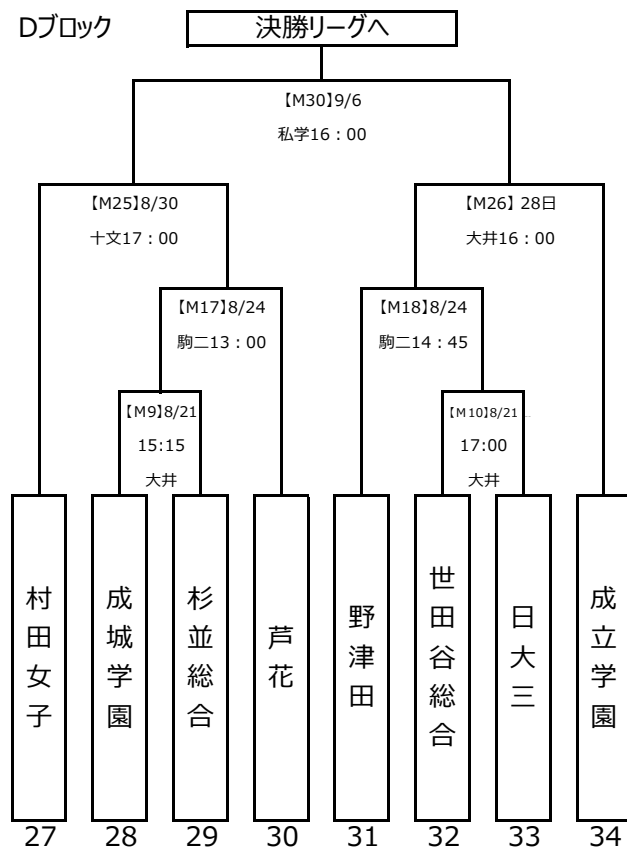 Dブロック
決勝リーグへ
【M30】9/6
私学16：00
【M25】8/30
十文17：00
【M26】 28日
大井16：00
【M17】8/24
駒二13：00
【M18】8/24
駒二14：45
【M9】8/21
15:15
大井
【M10】8/21
17:00
大井
村田女子
成城学園
杉並総合
芦花
野津田
世田谷総合
日大三
成立学園
27 28 29 30 31 32 33 34